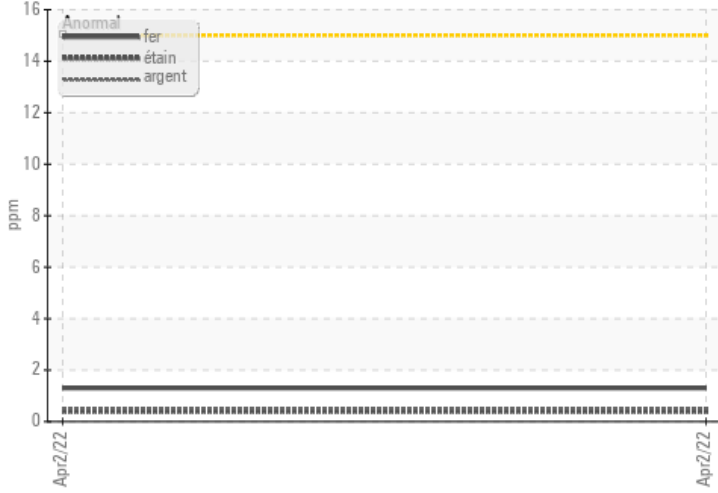 16
Anormal
fer
étain
argent
14
12
10
8
6
4
2
0
ppm
Apr2/22
Apr2/22